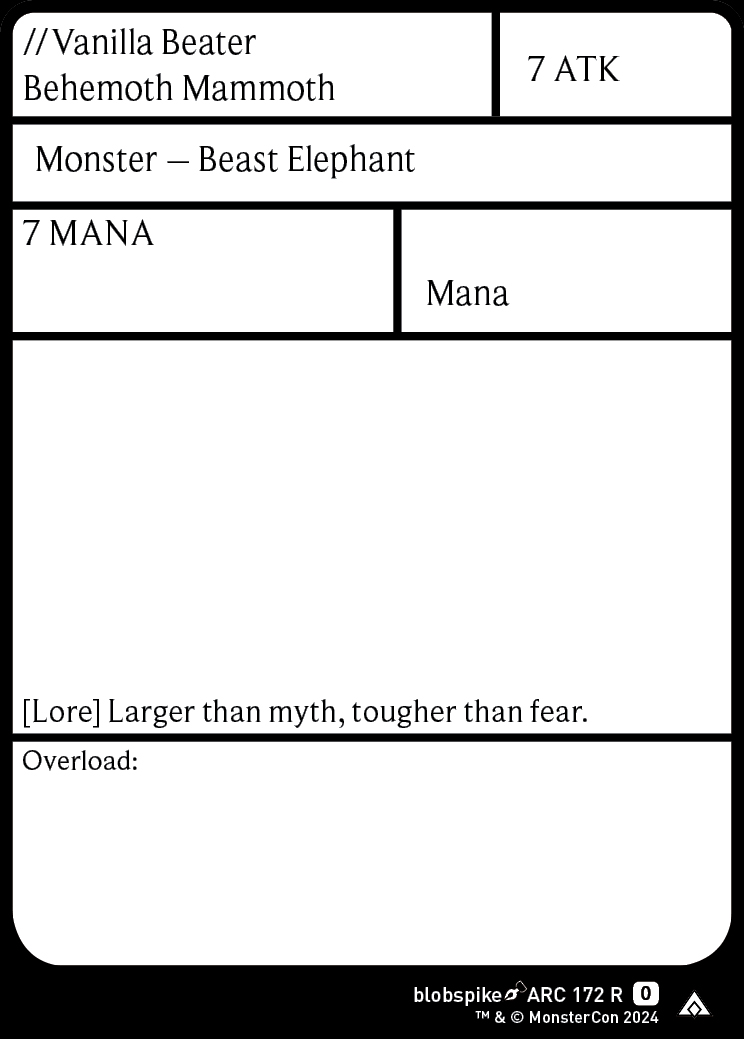 //Vanilla Beater
Behemoth Mammoth
7 ATK
Monster – Beast Elephant
7 MANA
Mana
[Lore] Larger than myth, tougher than fear.
Overload:
blobspike ARC 172 R 0
™ & © MonsterCon 2024